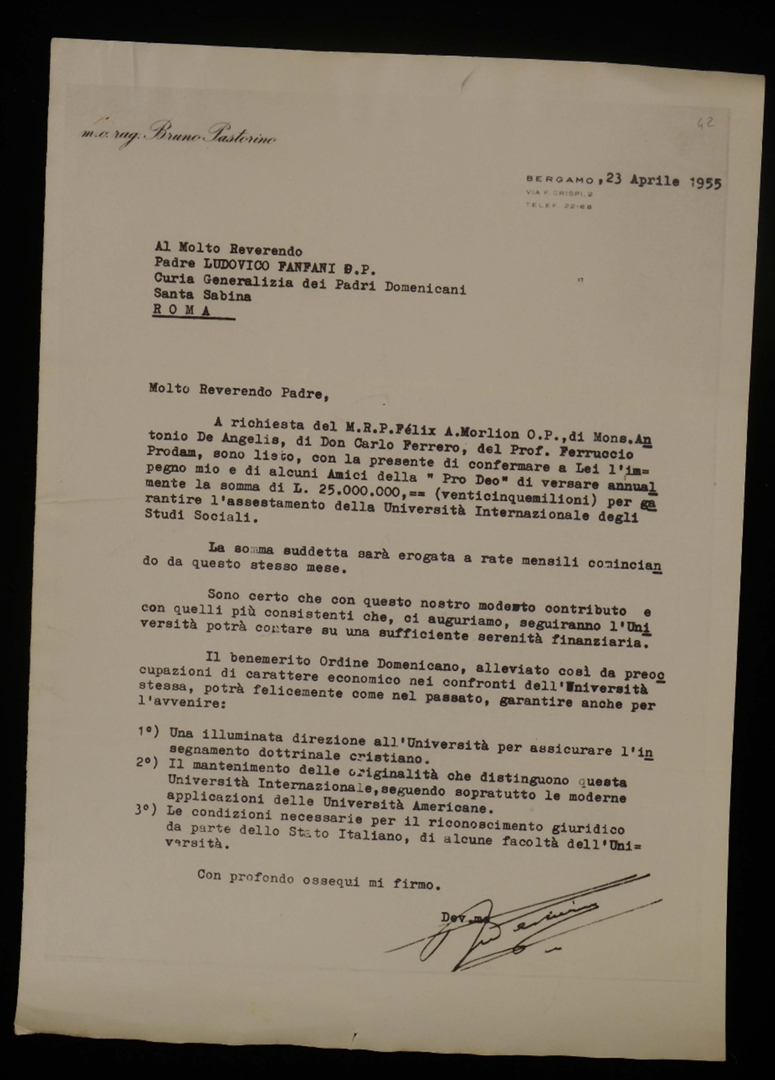 m.o. rag. Bruno Pastorino
42
BERGAMO, 23 Aprile 1955
VIA F. CRISPI, 2
TELEF. 22-68
Al Molto Reverendo
Padre LUDOVICO FANFANI O.P.
Curia Generalizia dei Padri Domenicani
Santa Sabina
R O M A
Molto Reverendo Padre,
A richiesta del M.R.P.Félix A.Morlion O.P.,di Mons.An
tonio De Angelis, di Don Carlo Ferrero, del Prof. Ferruccio
Prodam, sono lieto, con la presente di confermare a Lei l'im=
pegno mio e di alcuni Amici della " Pro Deo" di versare annual
mente la somma di L. 25.000.000,== (venticinquemilioni) per ga
rantire l'assestamento della Università Internazionale degli
Studi Sociali.
La somma suddetta sarà erogata a rate mensili comincian
do da questo stesso mese.
Sono certo che con questo nostro modesto contributo e
con quelli più consistenti che, ci auguriamo, seguiranno l'Uni
versità potrà contare su una sufficiente serenità finanziaria.
Il benemerito Ordine Domenicano, alleviato così da preoc
cupazioni di carattere economico nei confronti dell'Università
stessa, potrà felicemente come nel passato, garantire anche per
l'avvenire:
1°) Una illuminata direzione all'Università per assicurare l'in
segnamento dottrinale cristiano.
2°) Il mantenimento delle originalità che distinguono questa
Università Internazionale,seguendo sopratutto le moderne
applicazioni delle Università Americane.
3°) Le condizioni necessarie per il riconoscimento giuridico
da parte dello Stato Italiano, di alcune facoltà dell'Uni=
versità.
Con profondo ossequi mi firmo.
Dev.mo